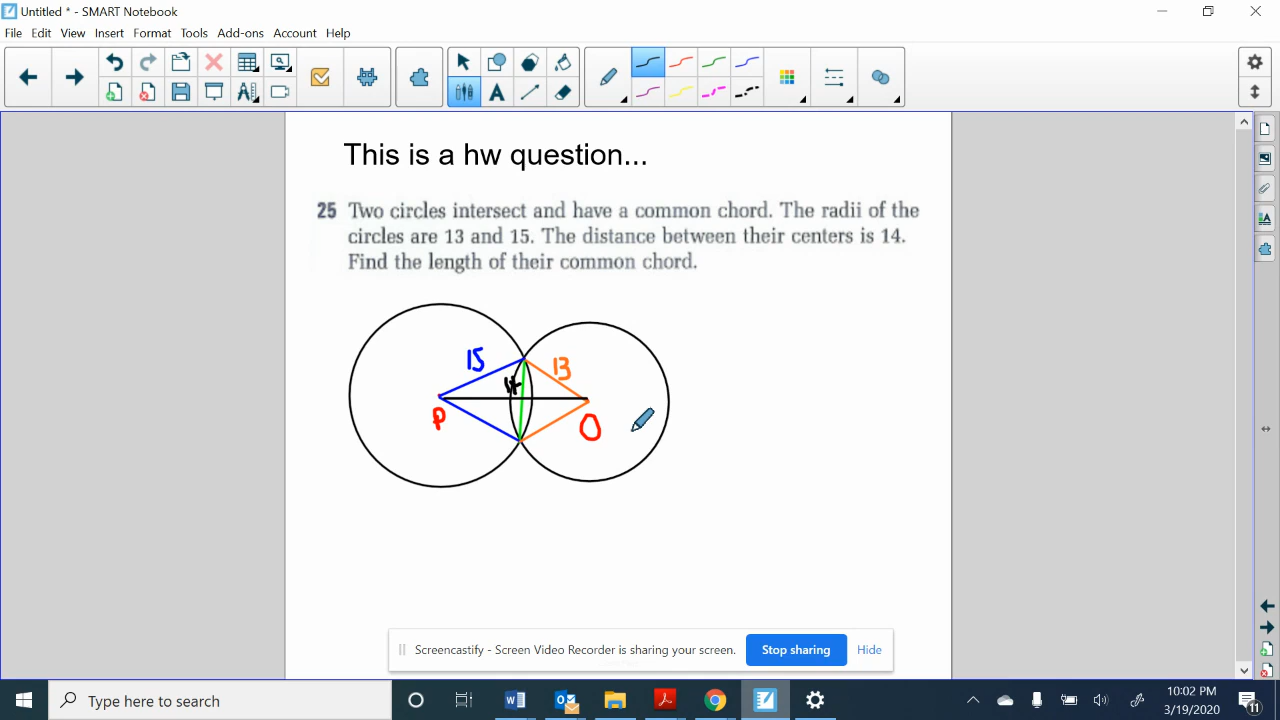 Untitled * - SMART Notebook
File Edit View Insert Format Tools Add-ons Account Help
This is a hw question...
25 Two circles intersect and have a common chord. The radii of the
circles are 13 and 15. The distance between their centers is 14.
Find the length of their common chord.
15
13
14
P
O
Screencastify - Screen Video Recorder is sharing your screen.
Stop sharing
Hide
Type here to search
10:02 PM
3/19/2020
11